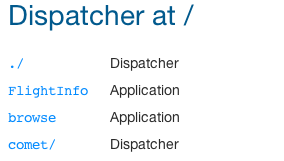 Dispatcher at /
./ Dispatcher
FlightInfo Application
browse Application
comet/ Dispatcher